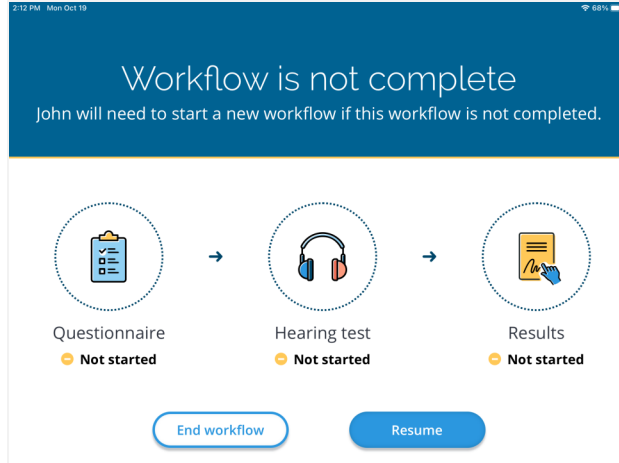 2:12 PM Mon Oct 19
68%
Workflow is not complete
John will need to start a new workflow if this workflow is not completed.
Questionnaire
Not started
Hearing test
Not started
Results
Not started
End workflow
Resume